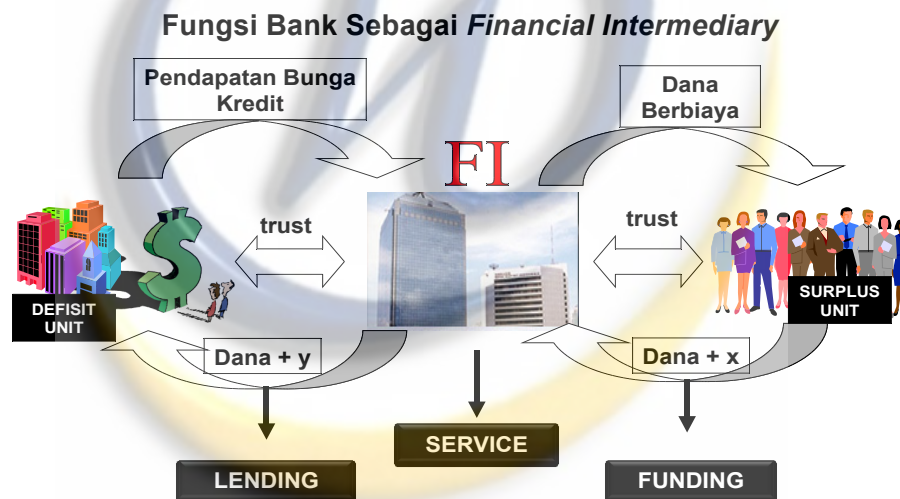 Fungsi Bank Sebagai Financial Intermediary
Pendapatan Bunga
Kredit
Dana
Berbiaya
FI
trust
trust
DEFISIT
UNIT
SURPLUS
UNIT
Dana + y
Dana + x
SERVICE
LENDING
FUNDING